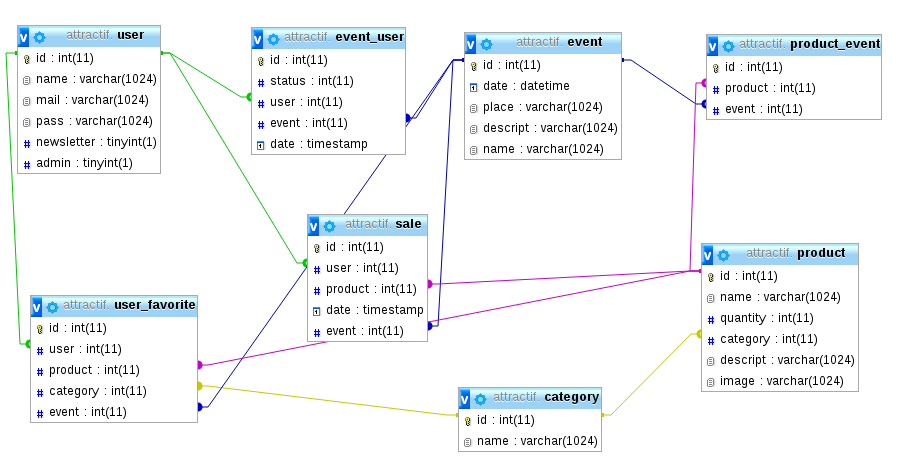 v attractif. user
id : int(11)
name : varchar(1024)
mail : varchar(1024)
pass : varchar(1024)
# newsletter : tinyint(1)
# admin : tinyint(1)
v attractif. event_user
id : int(11)
# status : int(11)
# user : int(11)
# event : int(11)
date : timestamp
v attractif. event
id : int(11)
date : datetime
place : varchar(1024)
descript : varchar(1024)
name : varchar(1024)
v attractif. product_event
id : int(11)
# product : int(11)
# event : int(11)
v attractif. sale
id : int(11)
# user : int(11)
# product : int(11)
date : timestamp
# event : int(11)
v attractif. product
id : int(11)
name : varchar(1024)
# quantity : int(11)
# category : int(11)
descript : varchar(1024)
image : varchar(1024)
v attractif. user_favorite
id : int(11)
# user : int(11)
# product : int(11)
# category : int(11)
# event : int(11)
v attractif. category
id : int(11)
name : varchar(1024)